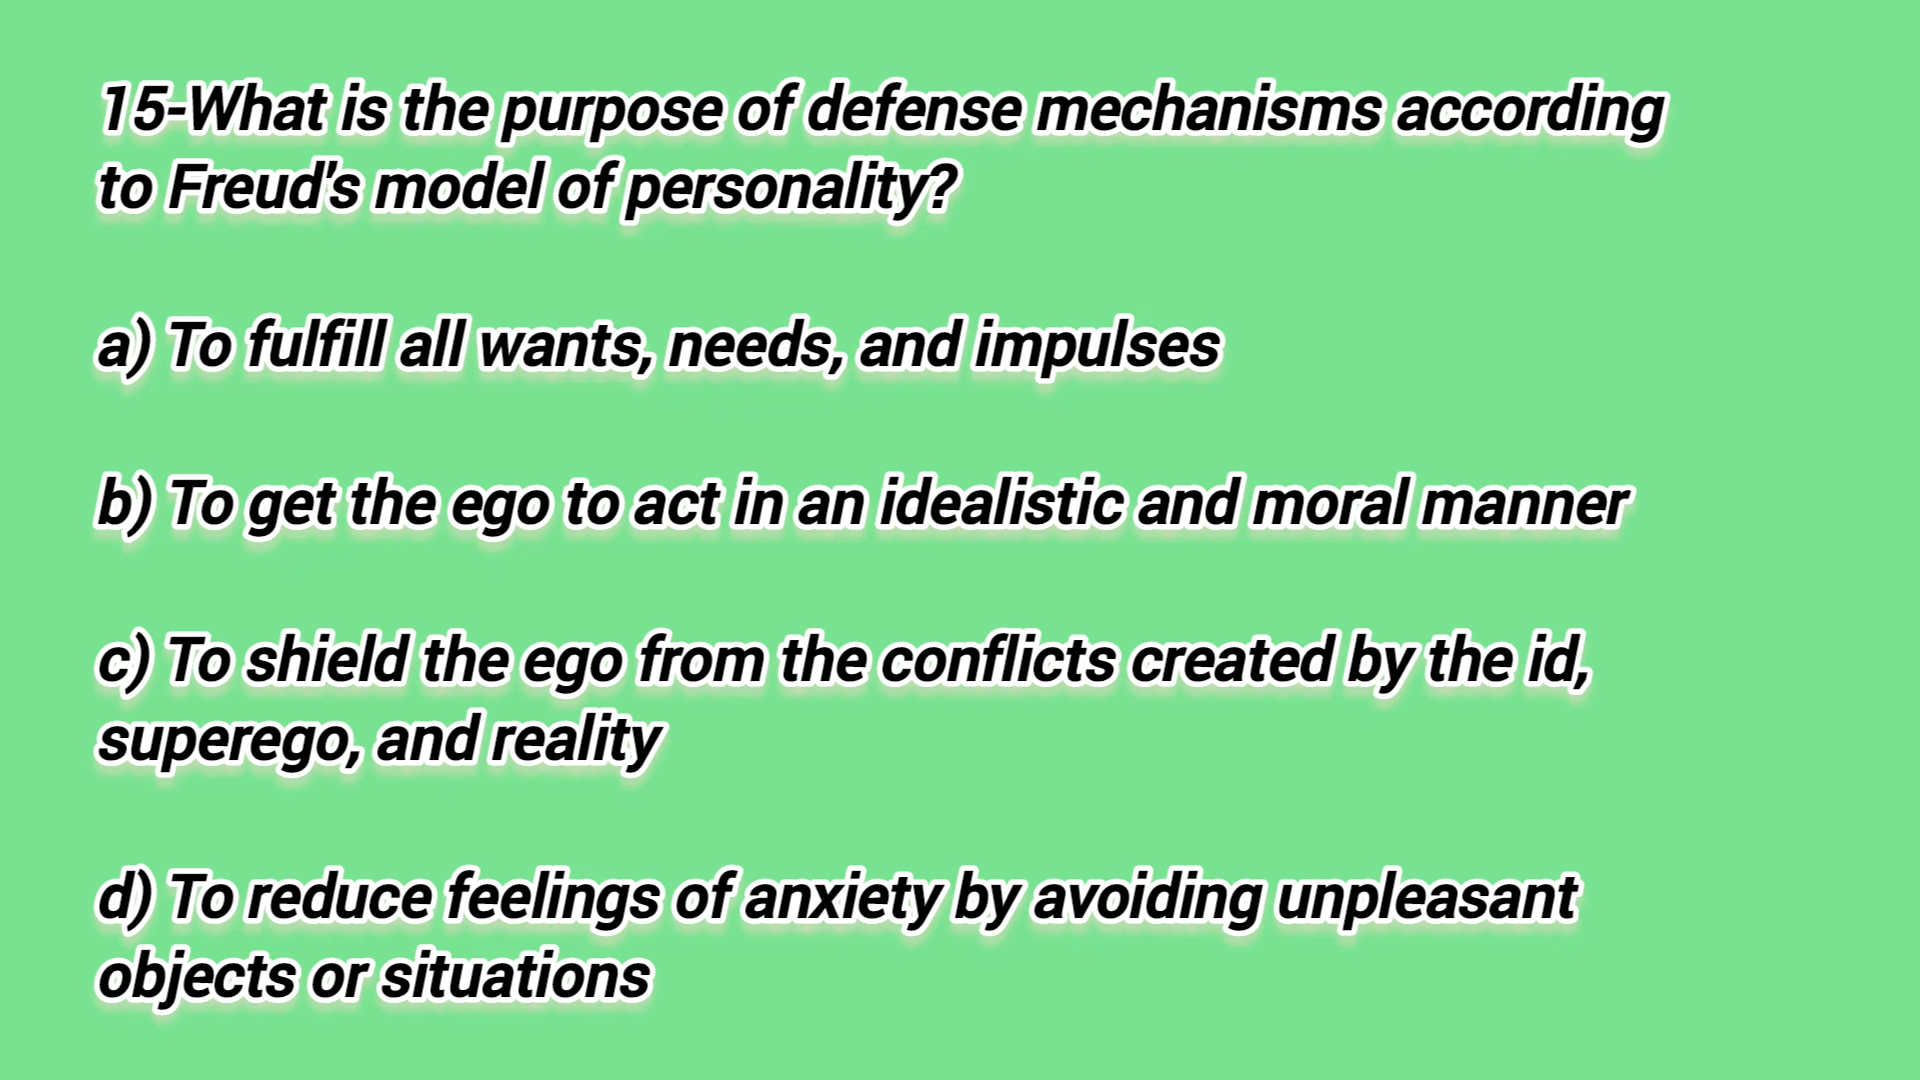 15-What is the purpose of defense mechanisms according
to Freud's model of personality?
a) To fulfill all wants, needs, and impulses
b) To get the ego to act in an idealistic and moral manner
c) To shield the ego from the conflicts created by the id,
superego, and reality
d) To reduce feelings of anxiety by avoiding unpleasant
objects or situations